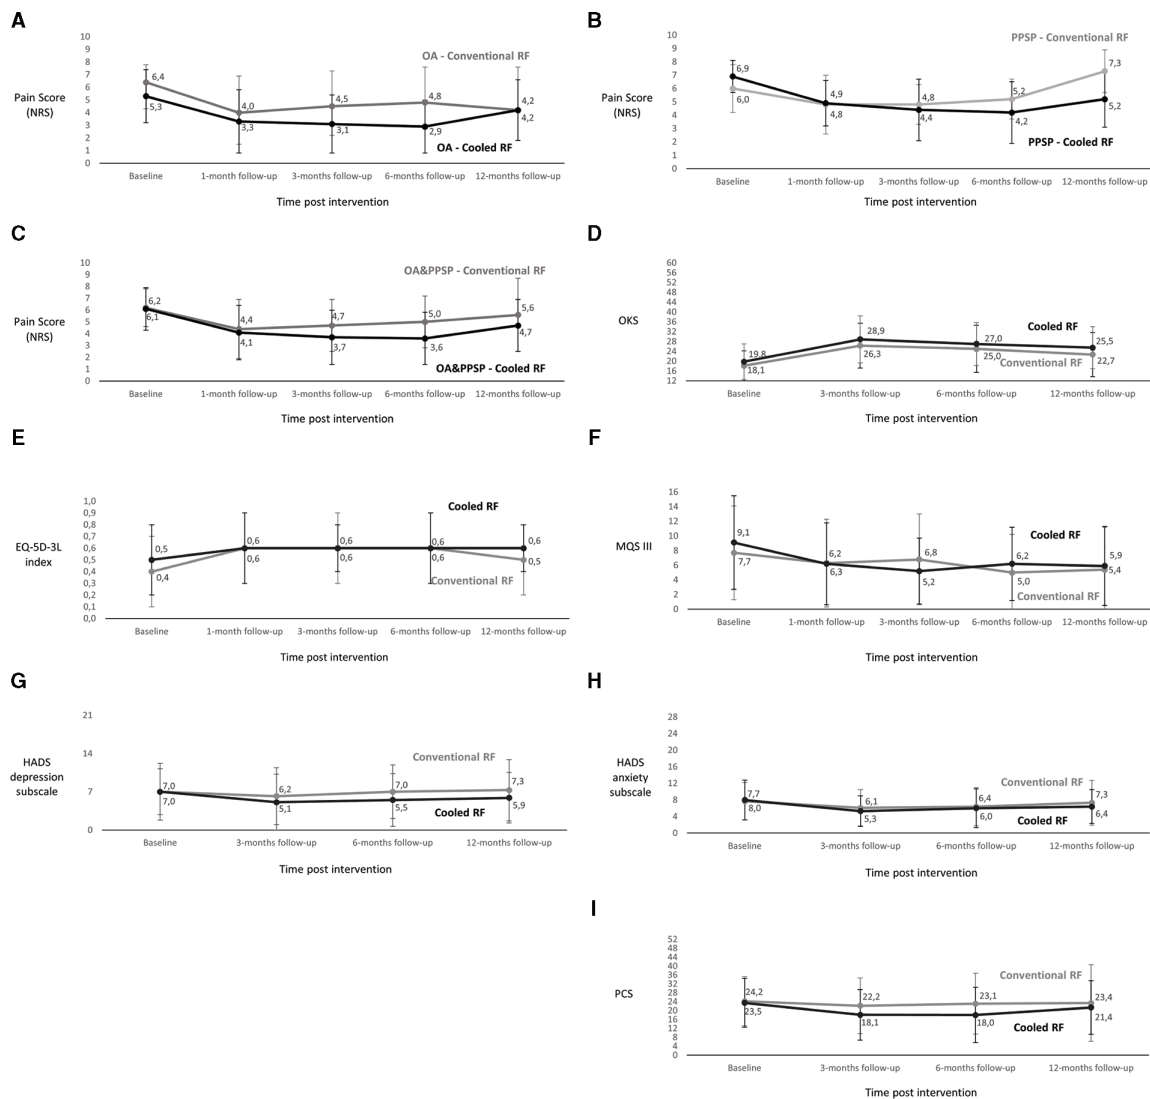 A
10
9
8
7
6
5
4
3
2
1
0
Pain Score
(NRS)
OA - Conventional RF
6,4
4,0
4,5
4,8
4,2
5,3
3,3
3,1
2,9
4,2
OA - Cooled RF
Baseline
1-month follow-up
3-months follow-up
6-months follow-up
12-months follow-up
Time post intervention
B
10
9
8
7
6
5
4
3
2
1
0
Pain Score
(NRS)
PPSP - Conventional RF
6,9
4,9
4,8
5,2
7,3
6,0
4,8
4,4
4,2
5,2
PPSP - Cooled RF
Baseline
1-month follow-up
3-months follow-up
6-months follow-up
12-months follow-up
Time post intervention
C
10
9
8
7
6
5
4
3
2
1
0
Pain Score
(NRS)
OA&PPSP - Conventional RF
6,2
4,4
4,7
5,0
5,6
6,1
4,1
3,7
3,6
4,7
OA&PPSP - Cooled RF
Baseline
1-month follow-up
3-months follow-up
6-months follow-up
12-months follow-up
Time post intervention
D
60
56
52
48
44
40
36
32
28
24
20
16
12
OKS
Cooled RF
19,8
28,9
27,0
25,5
18,1
26,3
25,0
22,7
Conventional RF
Baseline
3-months follow-up
6-months follow-up
12-months follow-up
Time post intervention
E
1,0
0,9
0,8
0,7
0,6
0,5
0,4
0,3
0,2
0,1
0,0
EQ-5D-3L
index
Cooled RF
0,5
0,6
0,6
0,6
0,6
0,4
0,6
0,6
0,6
0,5
Conventional RF
Baseline
1-month follow-up
3-months follow-up
6-months follow-up
12-months follow-up
Time post intervention
F
16
14
12
10
8
6
4
2
0
MQS III
Cooled RF
9,1
6,2
6,8
6,2
5,9
7,7
6,3
5,2
5,0
5,4
Conventional RF
Baseline
1-month follow-up
3-months follow-up
6-months follow-up
12-months follow-up
Time post intervention
G
21
14
7
0
HADS
depression
subscale
Conventional RF
7,0
6,2
7,0
7,3
7,0
5,1
5,5
5,9
Cooled RF
Baseline
3-months follow-up
6-months follow-up
12-months follow-up
Time post intervention
H
28
24
20
16
12
8
4
0
HADS
anxiety
subscale
Conventional RF
7,7
6,1
6,4
7,3
8,0
5,3
6,0
6,4
Cooled RF
Baseline
3-months follow-up
6-months follow-up
12-months follow-up
Time post intervention
I
52
48
44
40
36
32
28
24
20
16
12
8
4
0
PCS
Conventional RF
24,2
22,2
23,1
23,4
23,5
18,1
18,0
21,4
Cooled RF
Baseline
3-months follow-up
6-months follow-up
12-months follow-up
Time post intervention